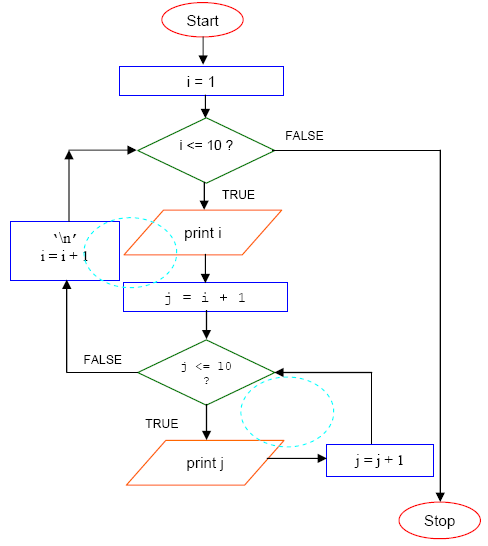 Start
i = 1
i <= 10 ?
FALSE
TRUE
'\n'
i = i + 1
print i
j = i + 1
j <= 10
?
FALSE
TRUE
print j
j = j + 1
Stop